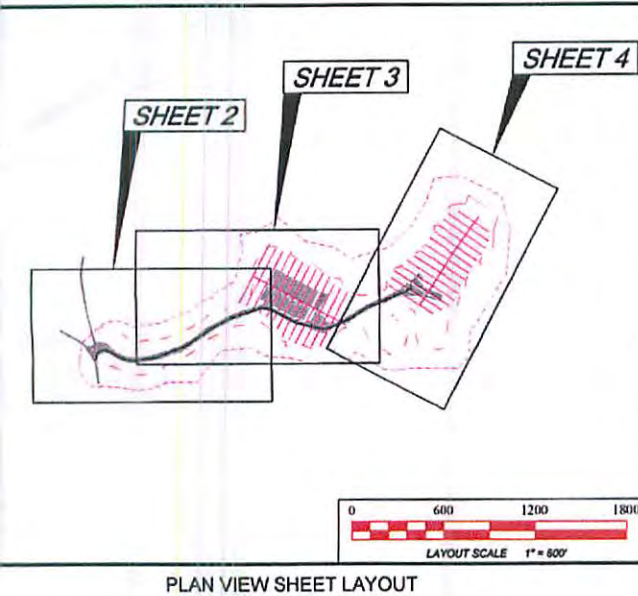 SHEET 4
SHEET 3
SHEET 2
0 600 1200 1800
LAYOUT SCALE 1" = 600'
PLAN VIEW SHEET LAYOUT